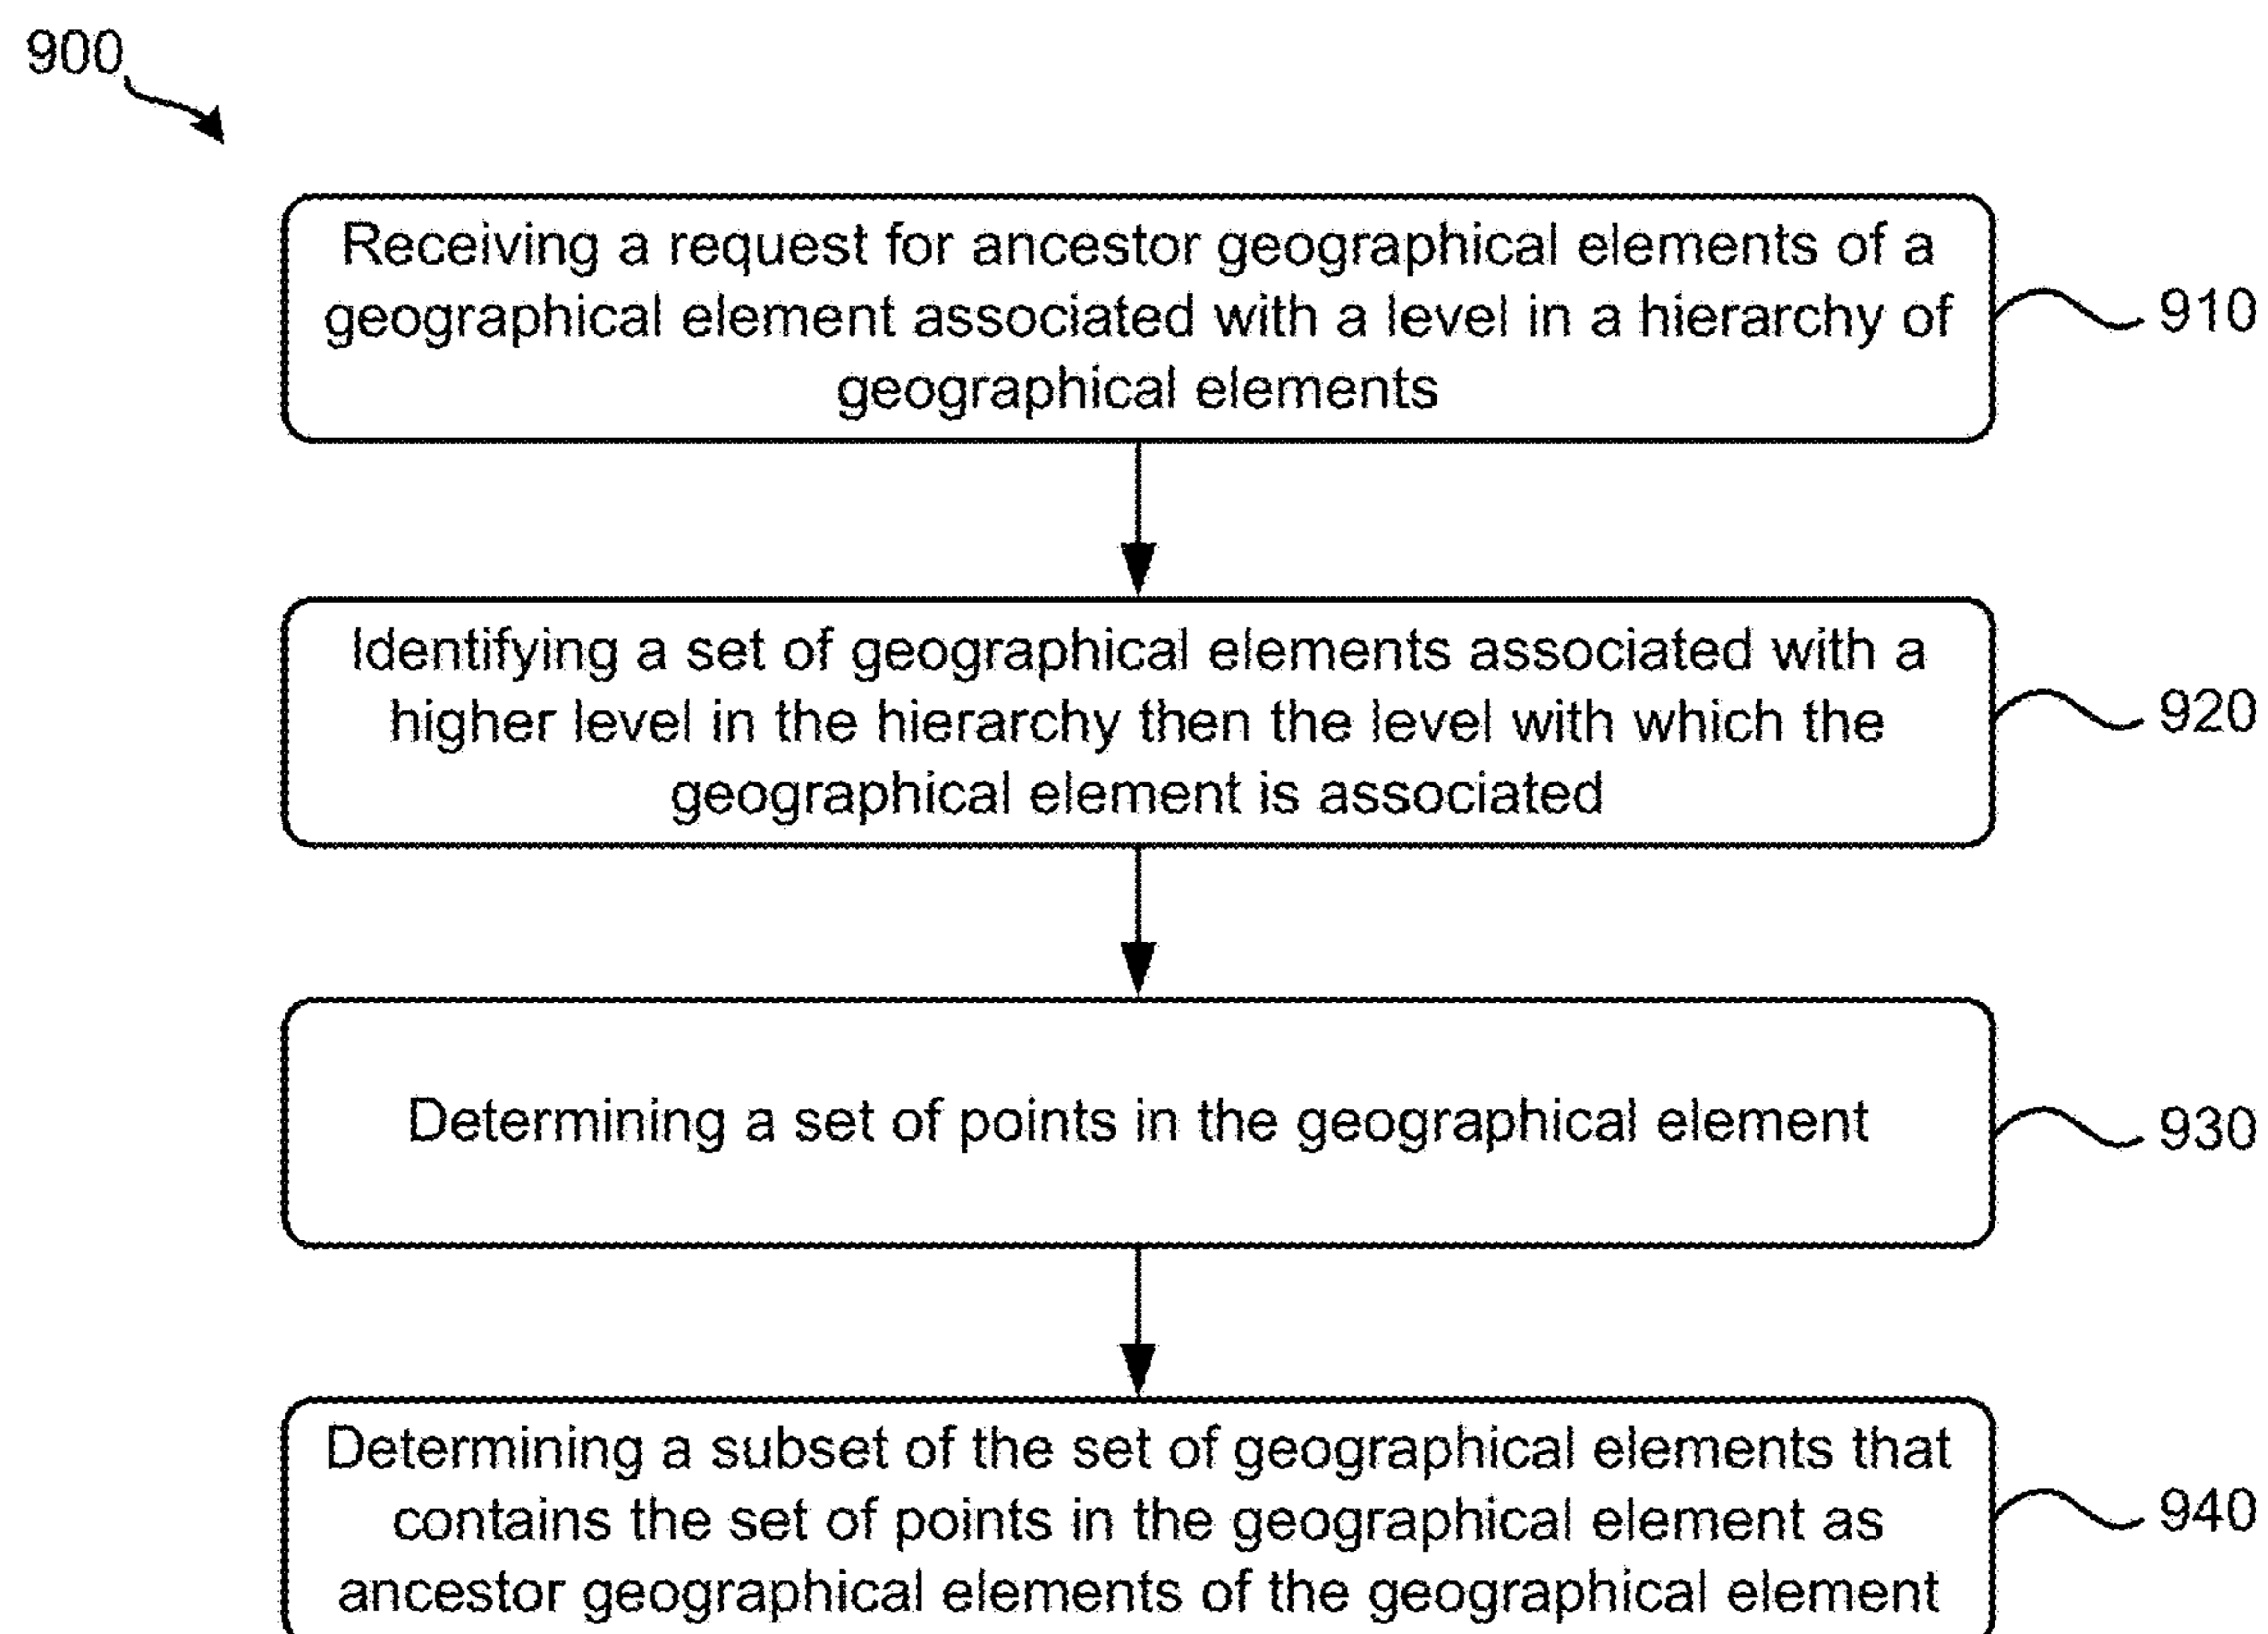 900
Receiving a request for ancestor geographical elements of a
geographical element associated with a level in a hierarchy of
geographical elements
910
Identifying a set of geographical elements associated with a
higher level in the hierarchy then the level with which the
geographical element is associated
920
Determining a set of points in the geographical element
930
Determining a subset of the set of geographical elements that
contains the set of points in the geographical element as
ancestor geographical elements of the geographical element
940